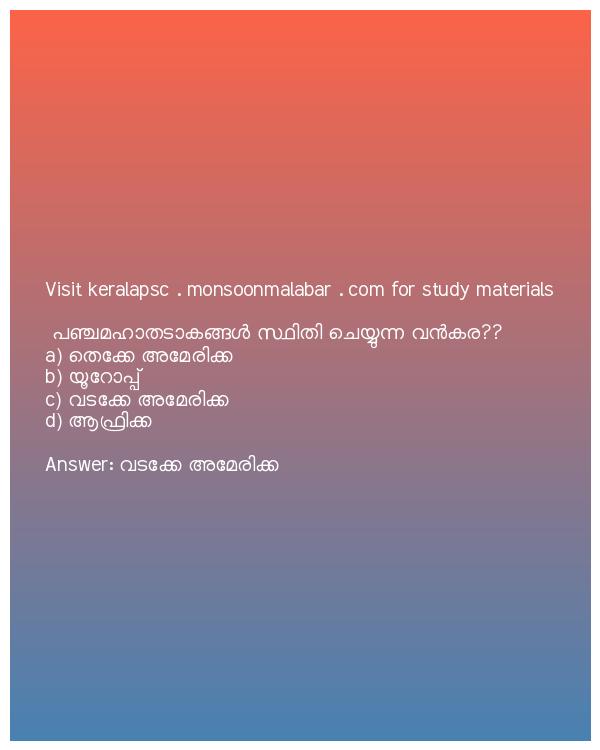 Visit keralapsc . monsoonmalabar . com for study materials
പഞ്ചമഹാതടാകങ്ങൾ സ്ഥിതി ചെയ്യുന്ന വൻകര??
a) തെക്കേ അമേരിക്ക
b) യൂറോപ്പ്
c) വടക്കേ അമേരിക്ക
d) ആഫ്രിക്ക
Answer: വടക്കേ അമേരിക്ക